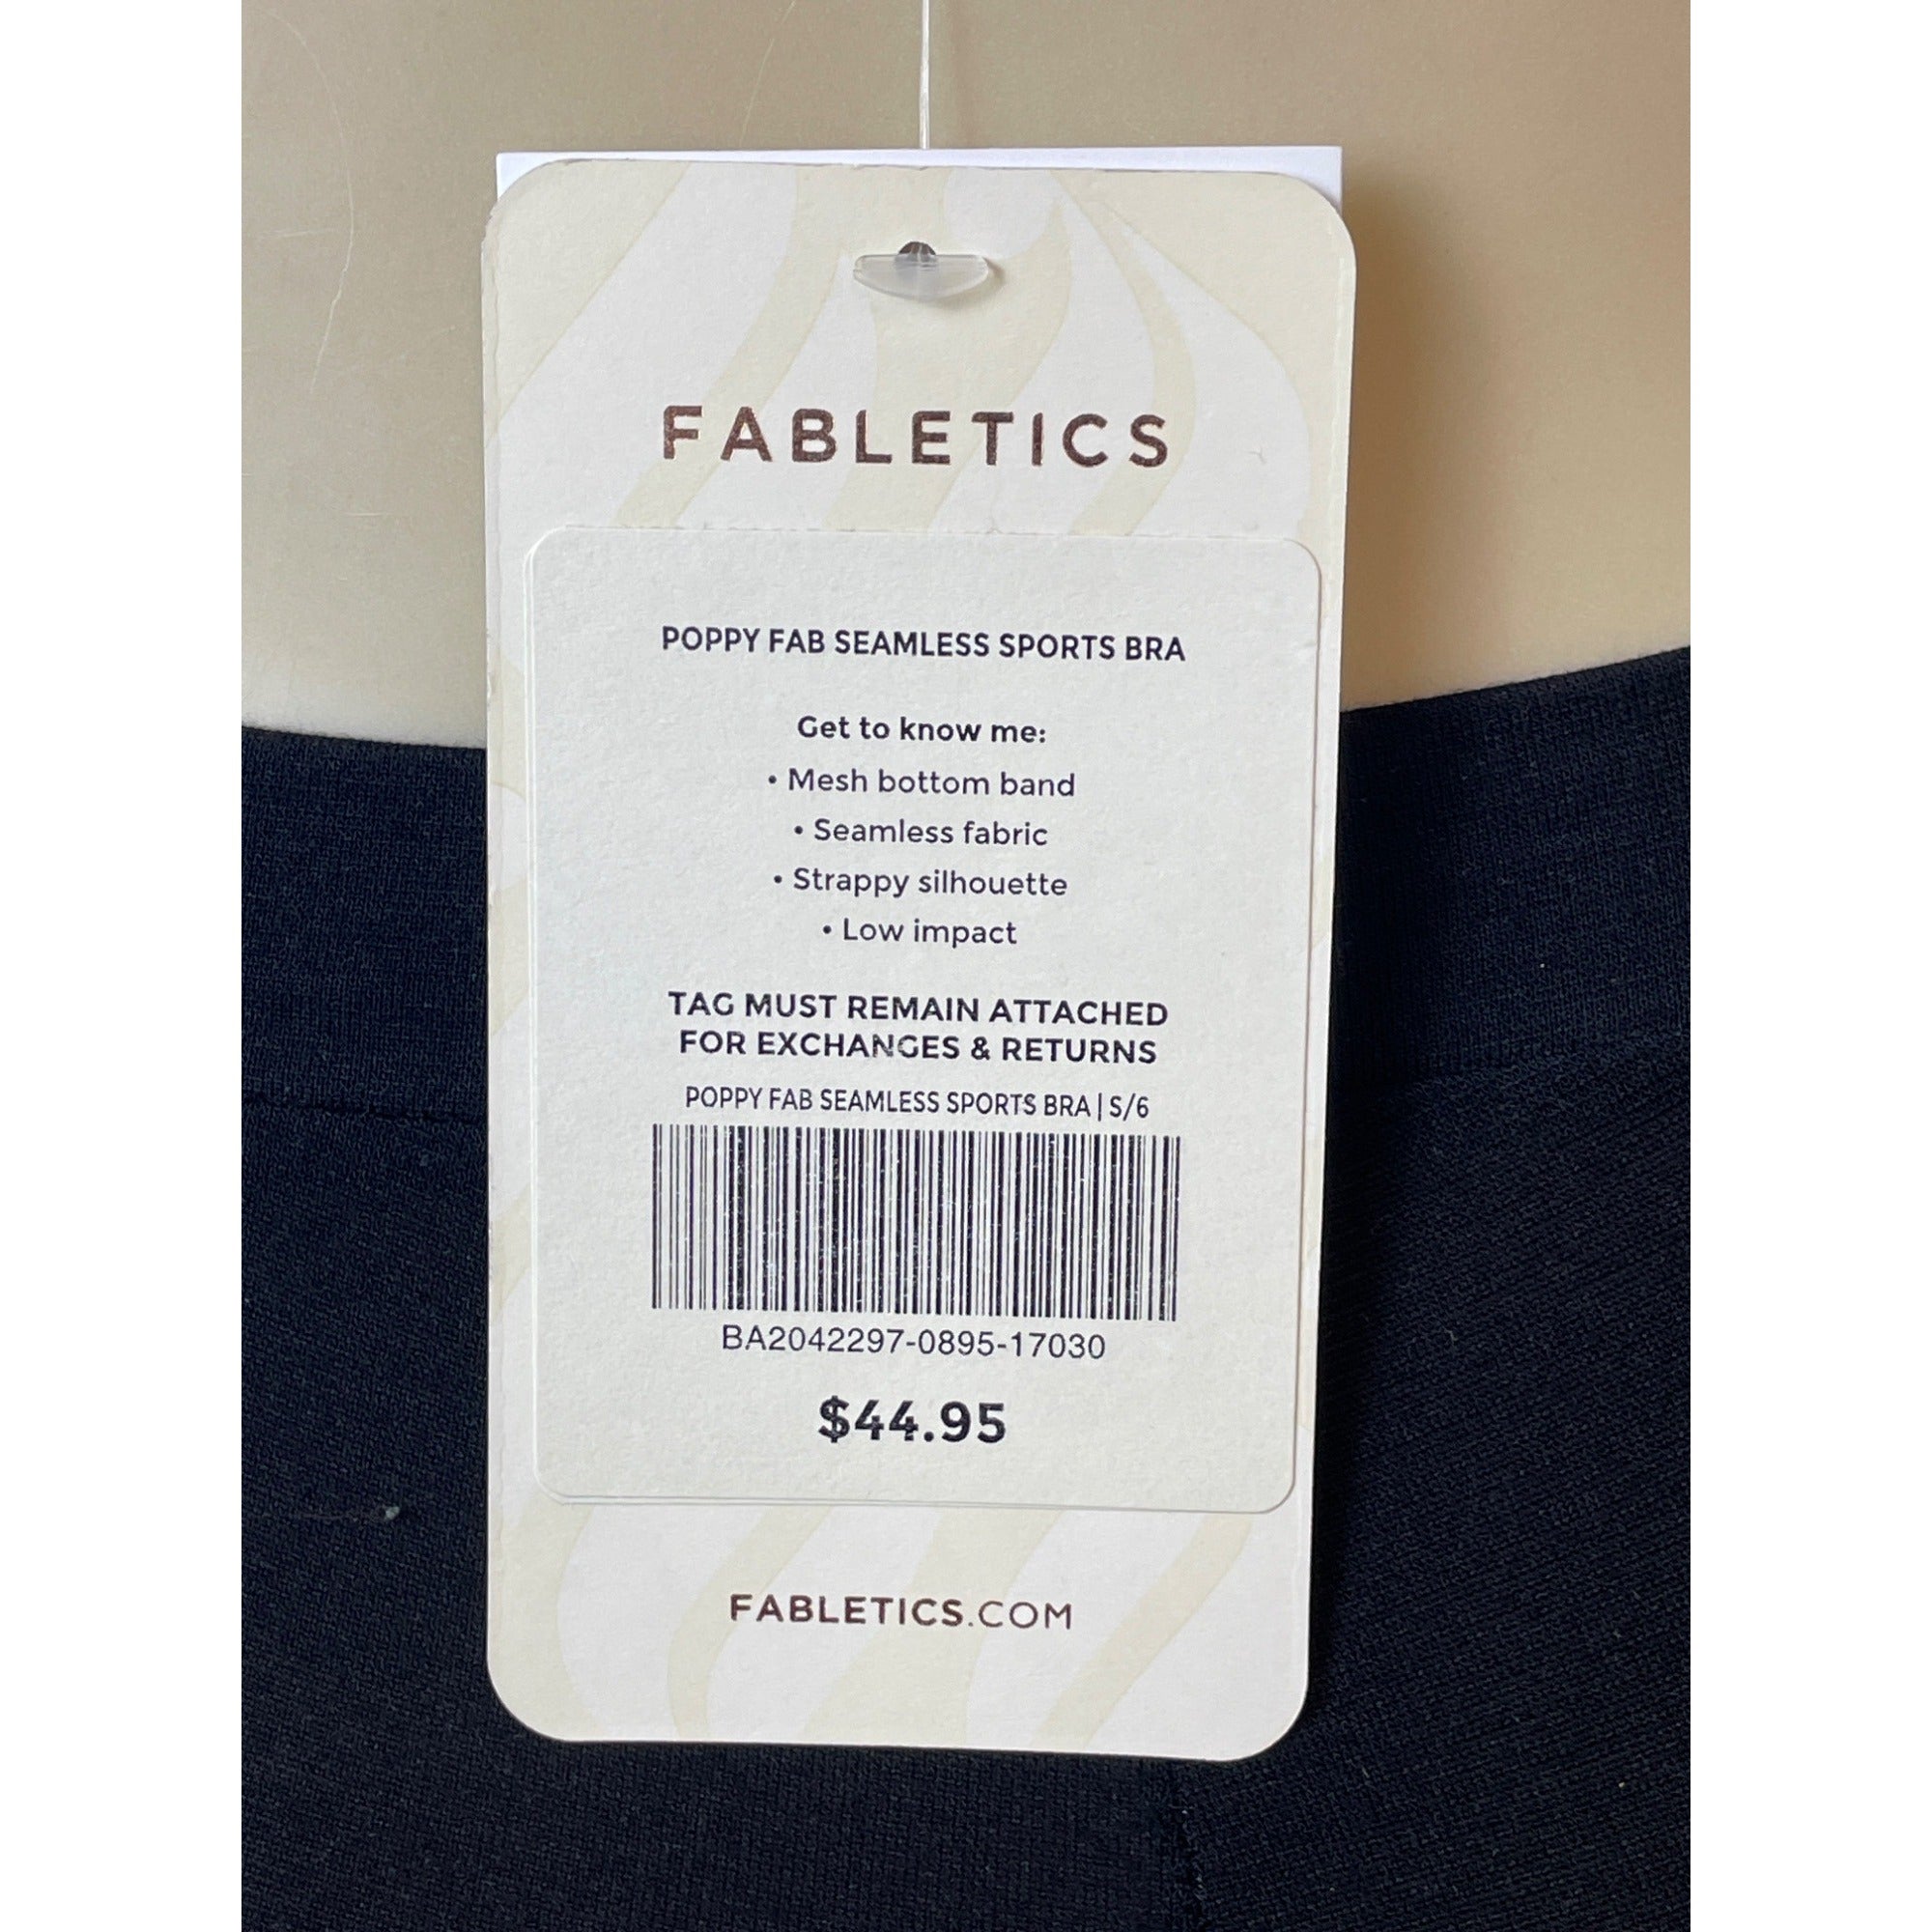 FABLETICS
POPPY FAB SEAMLESS SPORTS BRA
Get to know me:
• Mesh bottom band
• Seamless fabric
• Strappy silhouette
• Low impact
TAG MUST REMAIN ATTACHED
FOR EXCHANGES & RETURNS
POPPY FAB SEAMLESS SPORTS BRA | S/6
BA2042297-0895-17030
$44.95
FABLETICS.COM